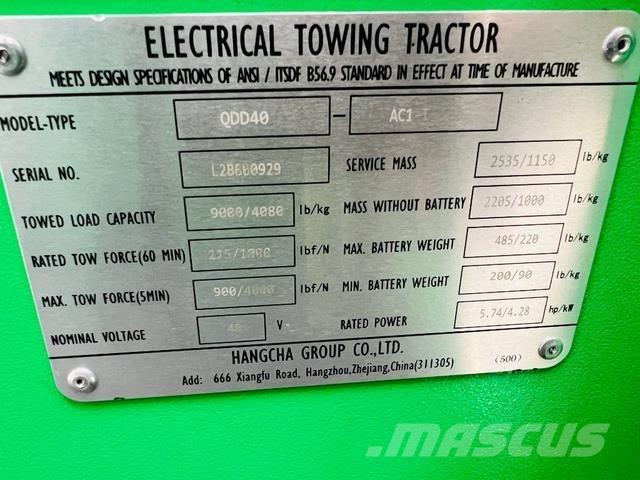 ELECTRICAL TOWING TRACTOR
MEETS DESIGN SPECIFICATIONS OF ANSI / ITSDF B56.9 STANDARD IN EFFECT AT TIME OF MANUFACTURE
MODEL-TYPE QDD40 - AC1
SERIAL NO. SERVICE MASS 2535/1150 lb/kg
TOWED LOAD CAPACITY 9000/4080 lb/kg MASS WITHOUT BATTERY 2205/1000 lb/kg
RATED TOW FORCE(60 MIN) lbf/N MAX. BATTERY WEIGHT 485/220 lb/kg
MAX. TOW FORCE(5MIN) 900/4000 lbf/N MIN. BATTERY WEIGHT 200/90 lb/kg
NOMINAL VOLTAGE 48 V RATED POWER 5.74/4.28 hp/kW
HANGCHA GROUP CO.,LTD.
Add: 666 Xiangfu Road, Hangzhou,Zhejiang,China(311305) (500)
MASCUS